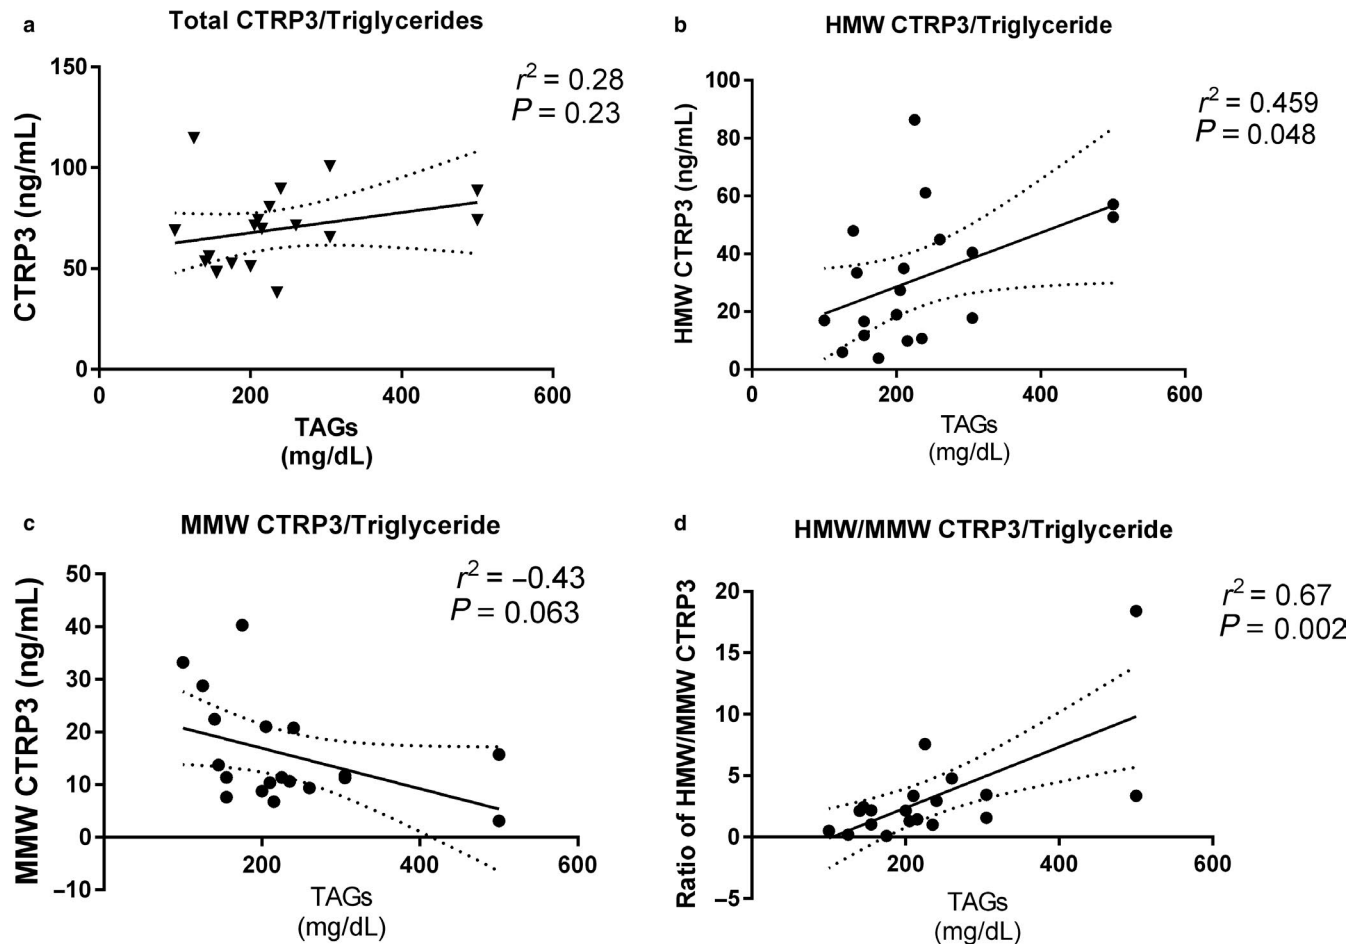 a
Total CTRP3/Triglycerides
r² = 0.28
P = 0.23
CTRP3 (ng/mL)
150
100
50
0
0
200
400
600
TAGs
(mg/dL)
b
HMW CTRP3/Triglyceride
r² = 0.459
P = 0.048
HMW CTRP3 (ng/mL)
100
80
60
40
20
0
0
200
400
600
TAGs
(mg/dL)
c
MMW CTRP3/Triglyceride
r² = –0.43
P = 0.063
MMW CTRP3 (ng/mL)
50
40
30
20
10
0
–10
200
400
600
TAGs
(mg/dL)
d
HMW/MMW CTRP3/Triglyceride
r² = 0.67
P = 0.002
Ratio of HMW/MMW CTRP3
20
15
10
5
0
–5
200
400
600
TAGs
(mg/dL)